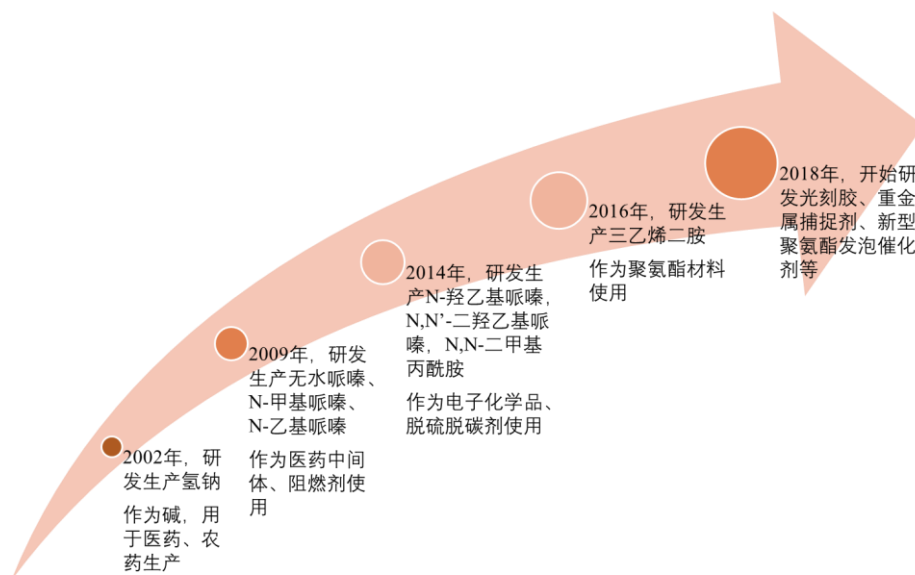 2002年，研
发生产氢钠
作为碱，用
于医药、农
药生产
2009年，研发
生产无水哌嗪、
N-甲基哌嗪、
N-乙基哌嗪
作为医药中间
体、阻燃剂使
用
2014年，研发生
产N-羟乙基哌嗪，
N,N’-二羟乙基哌
嗪，N,N-二甲基
丙酰胺
作为电子化学品、
脱硫脱碳剂使用
2016年，研发生
产三乙烯二胺
作为聚氨酯材料
使用
2018年，开始研
发光刻胶、重金
属捕捉剂、新型
聚氨酯发泡催化
剂等